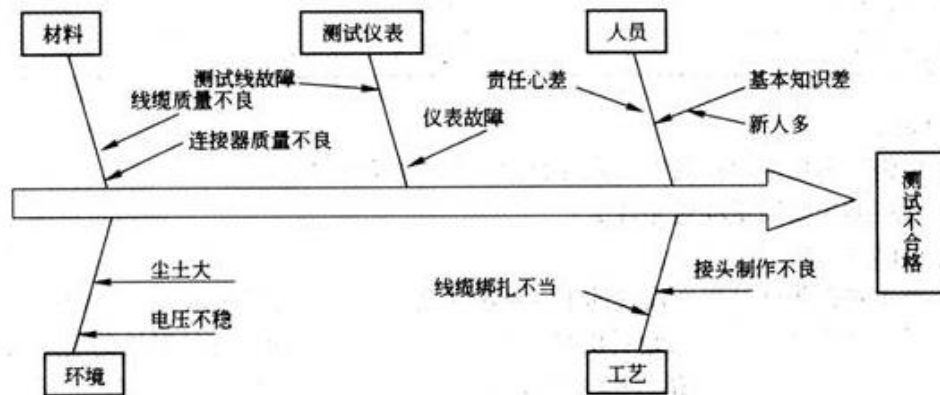 材料
测试仪表
人员
测试线故障
责任心差
基本知识差
线缆质量不良
仪表故障
新人多
连接器质量不良
测试不合格
尘土大
接头制作不良
线缆绑扎不当
电压不稳
环境
工艺